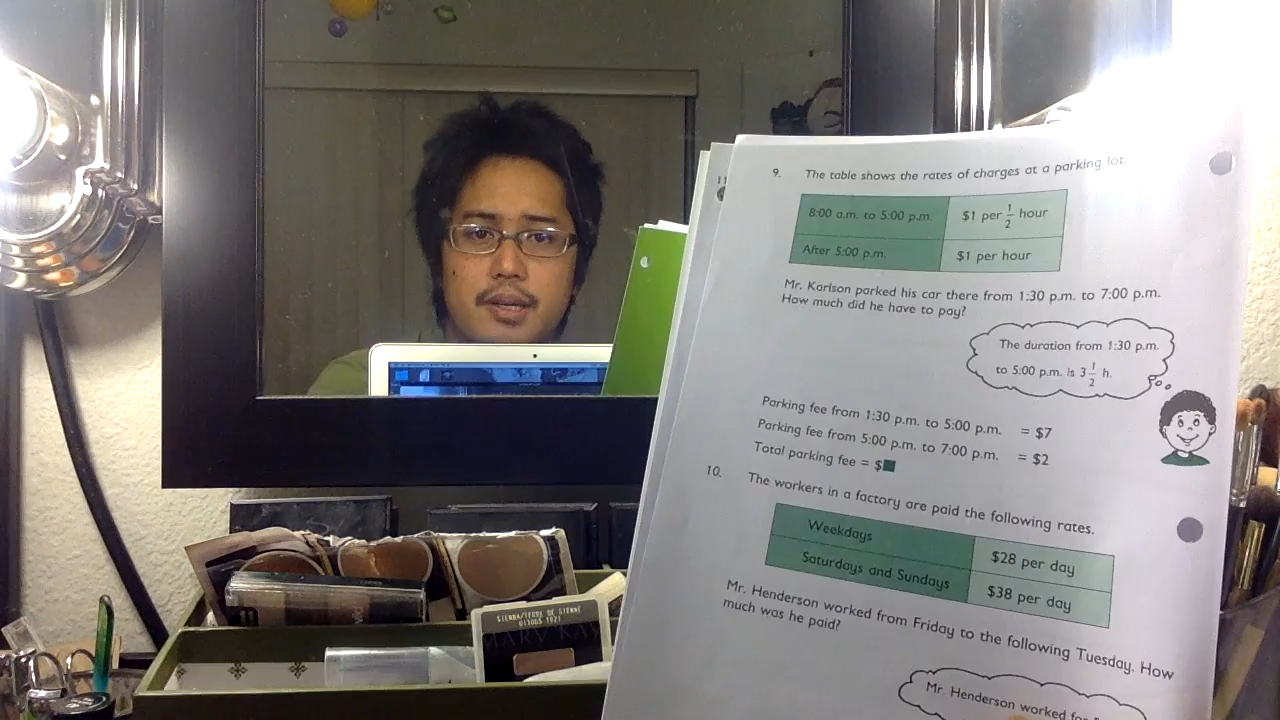 9. The table shows the rates of charges at a parking lot.
8:00 a.m. to 5:00 p.m. $1 per 1/2 hour
After 5:00 p.m. $1 per hour
Mr. Karlson parked his car there from 1:30 p.m. to 7:00 p.m.
How much did he have to pay?
The duration from 1:30 p.m.
to 5:00 p.m. is 3 1/2 h.
Parking fee from 1:30 p.m. to 5:00 p.m. = $7
Parking fee from 5:00 p.m. to 7:00 p.m. = $2
Total parking fee = $■
10. The workers in a factory are paid the following rates.
Weekdays $28 per day
Saturdays and Sundays $38 per day
Mr. Henderson worked from Friday to the following Tuesday. How
much was he paid?
Mr. Henderson worked for
11
SIENNA/TERRE DE SIENNE
MARY KAY